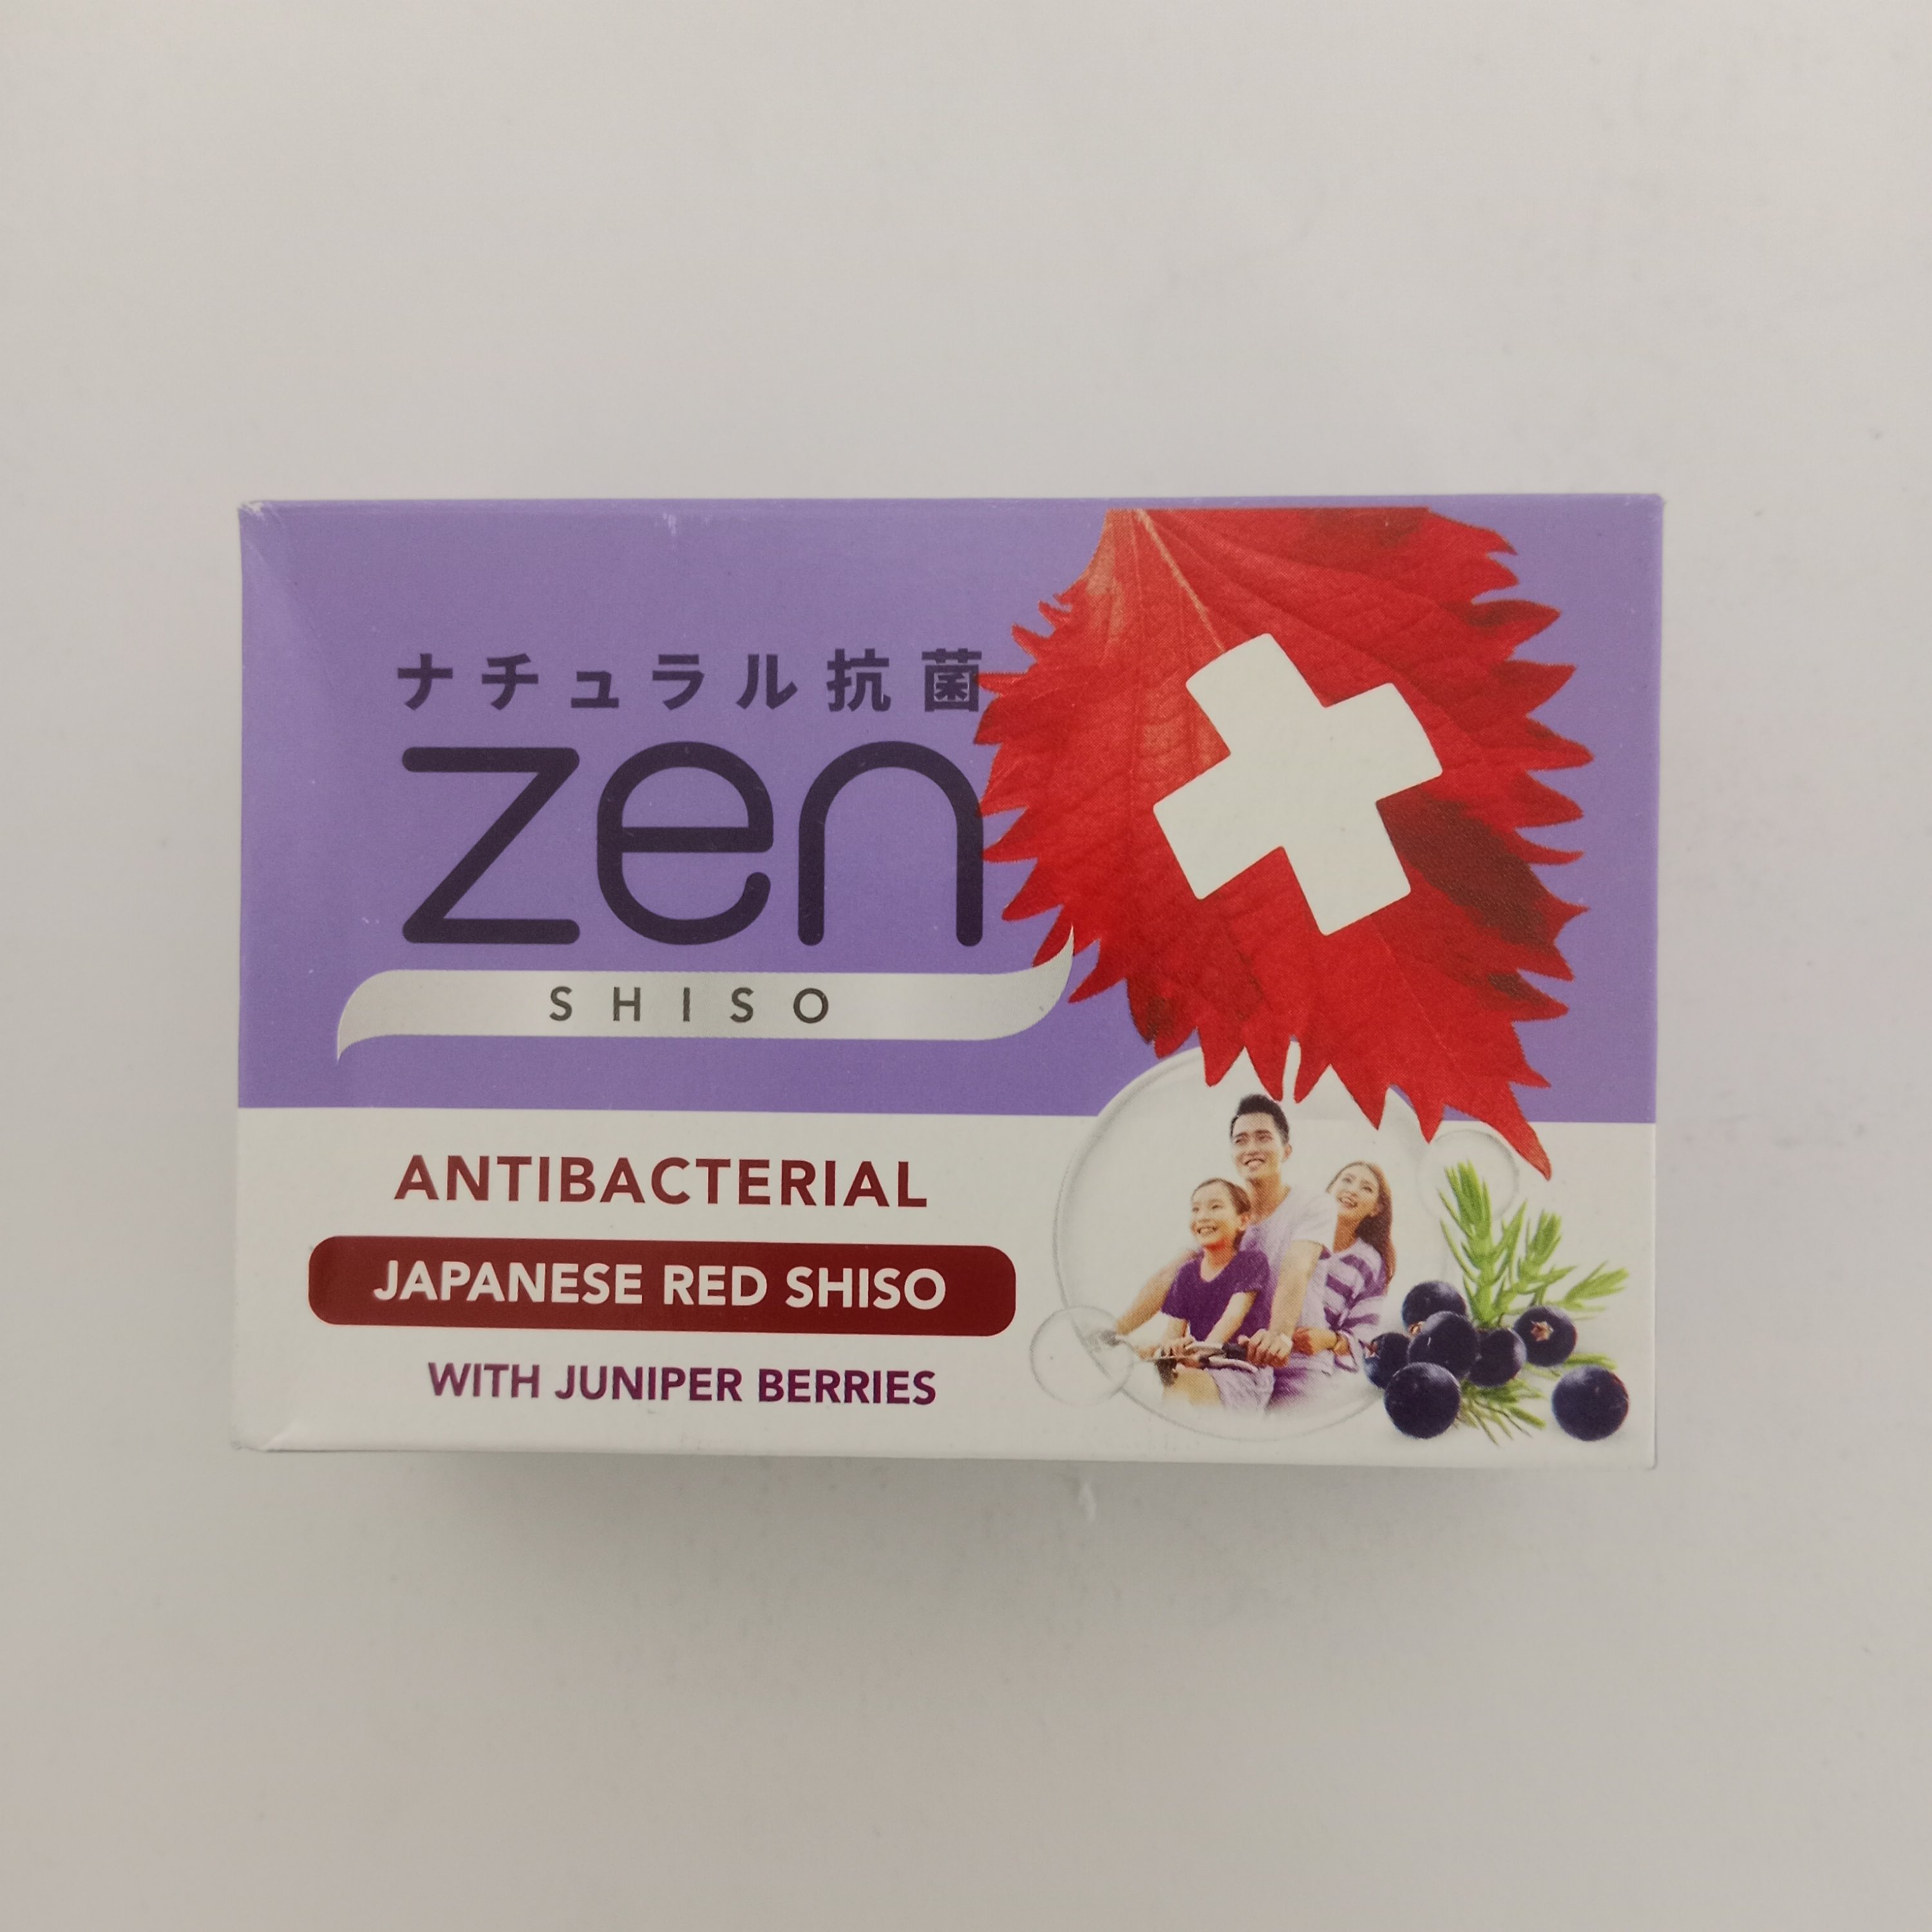 ナチュラル抗菌
zen
SHISO
ANTIBACTERIAL
JAPANESE RED SHISO
WITH JUNIPER BERRIES